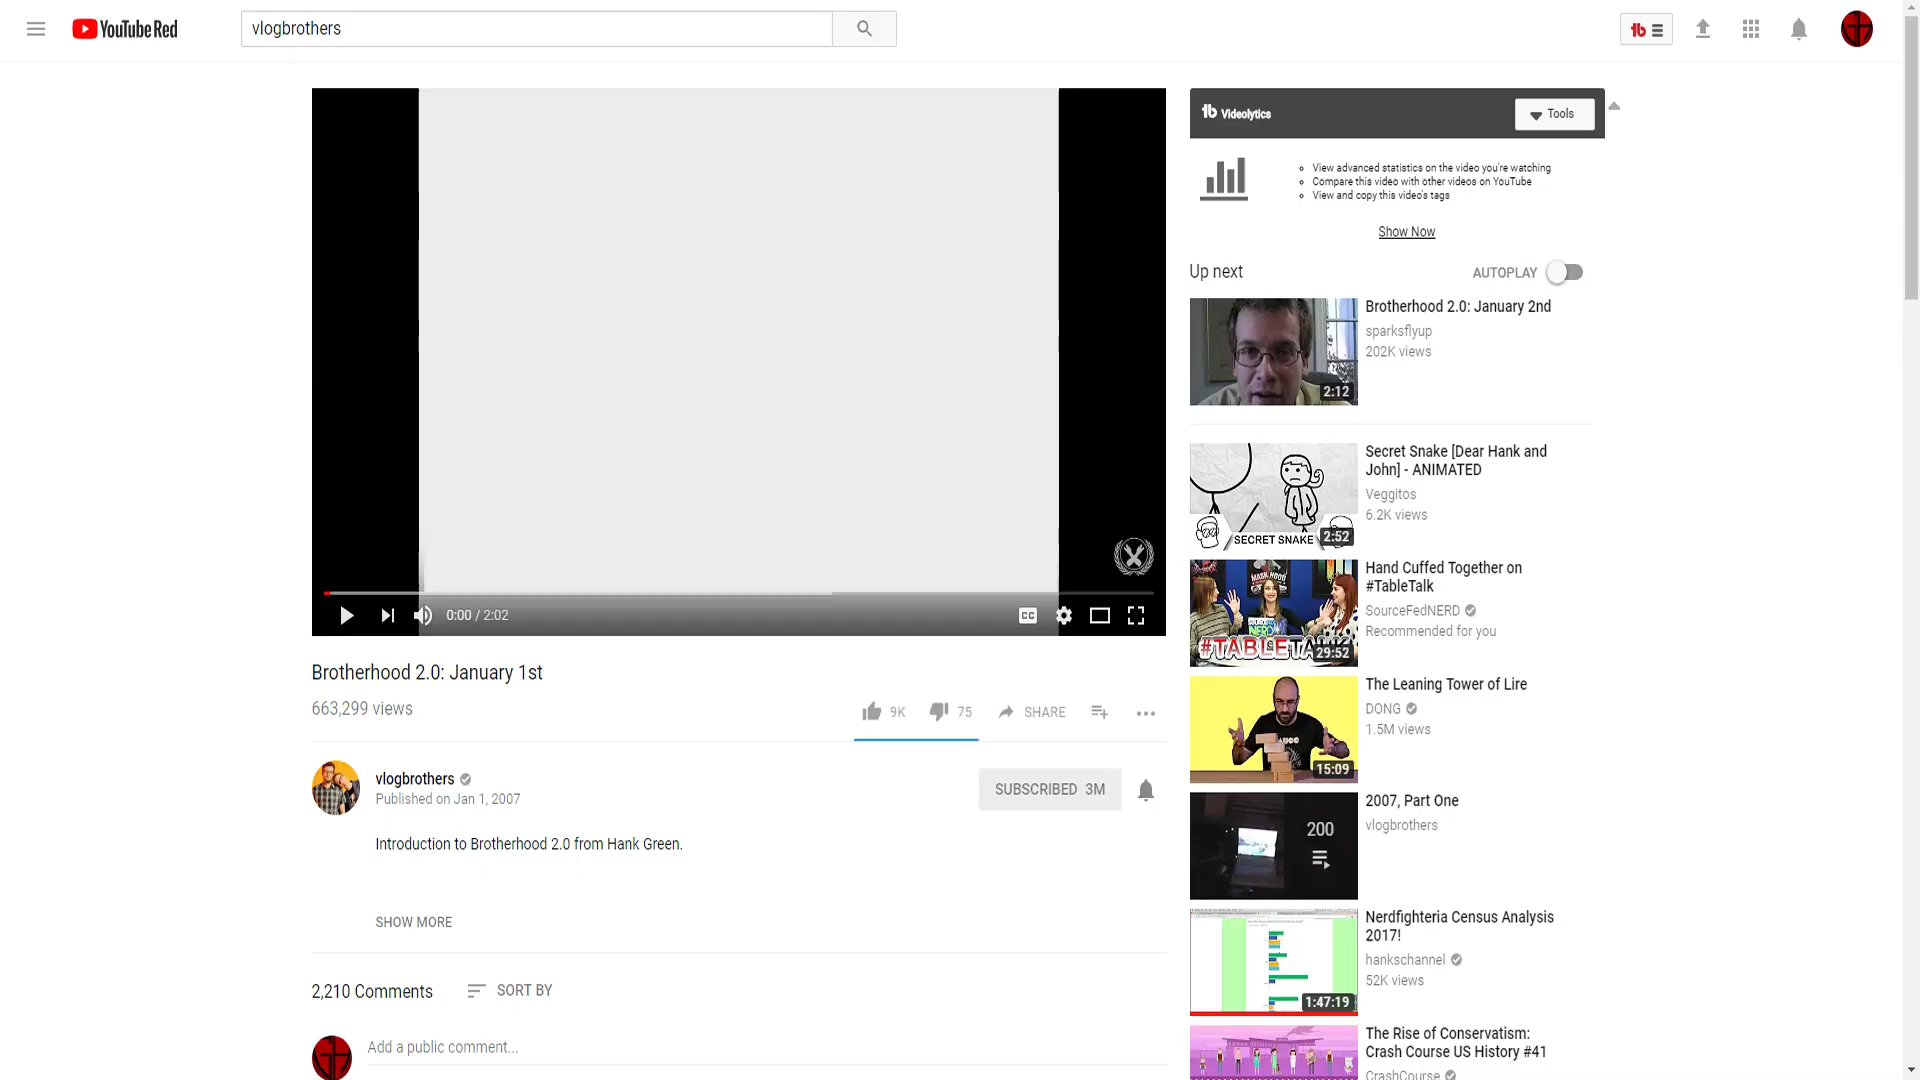 YouTube Red
vlogbrothers
tb
tb Videolytics
Tools
View advanced statistics on the video you're watching
Compare this video with other videos on YouTube
View and copy this video's tags
Show Now
Up next
AUTOPLAY
Brotherhood 2.0: January 2nd
sparksflyup
202K views
2:12
Secret Snake [Dear Hank and
John] - ANIMATED
Veggitos
6.2K views
SECRET SNAKE
2:52
Hand Cuffed Together on
#TableTalk
SourceFedNERD
Recommended for you
#TABLETALK
29:52
The Leaning Tower of Lire
DONG
1.5M views
15:09
2007, Part One
vlogbrothers
200
Nerdfighteria Census Analysis
2017!
hankschannel
52K views
1:47:19
The Rise of Conservatism:
Crash Course US History #41
CrashCourse
0:00 / 2:02
CC
Brotherhood 2.0: January 1st
663,299 views
9K
75
SHARE
vlogbrothers
Published on Jan 1, 2007
SUBSCRIBED 3M
Introduction to Brotherhood 2.0 from Hank Green.
SHOW MORE
2,210 Comments
SORT BY
Add a public comment...